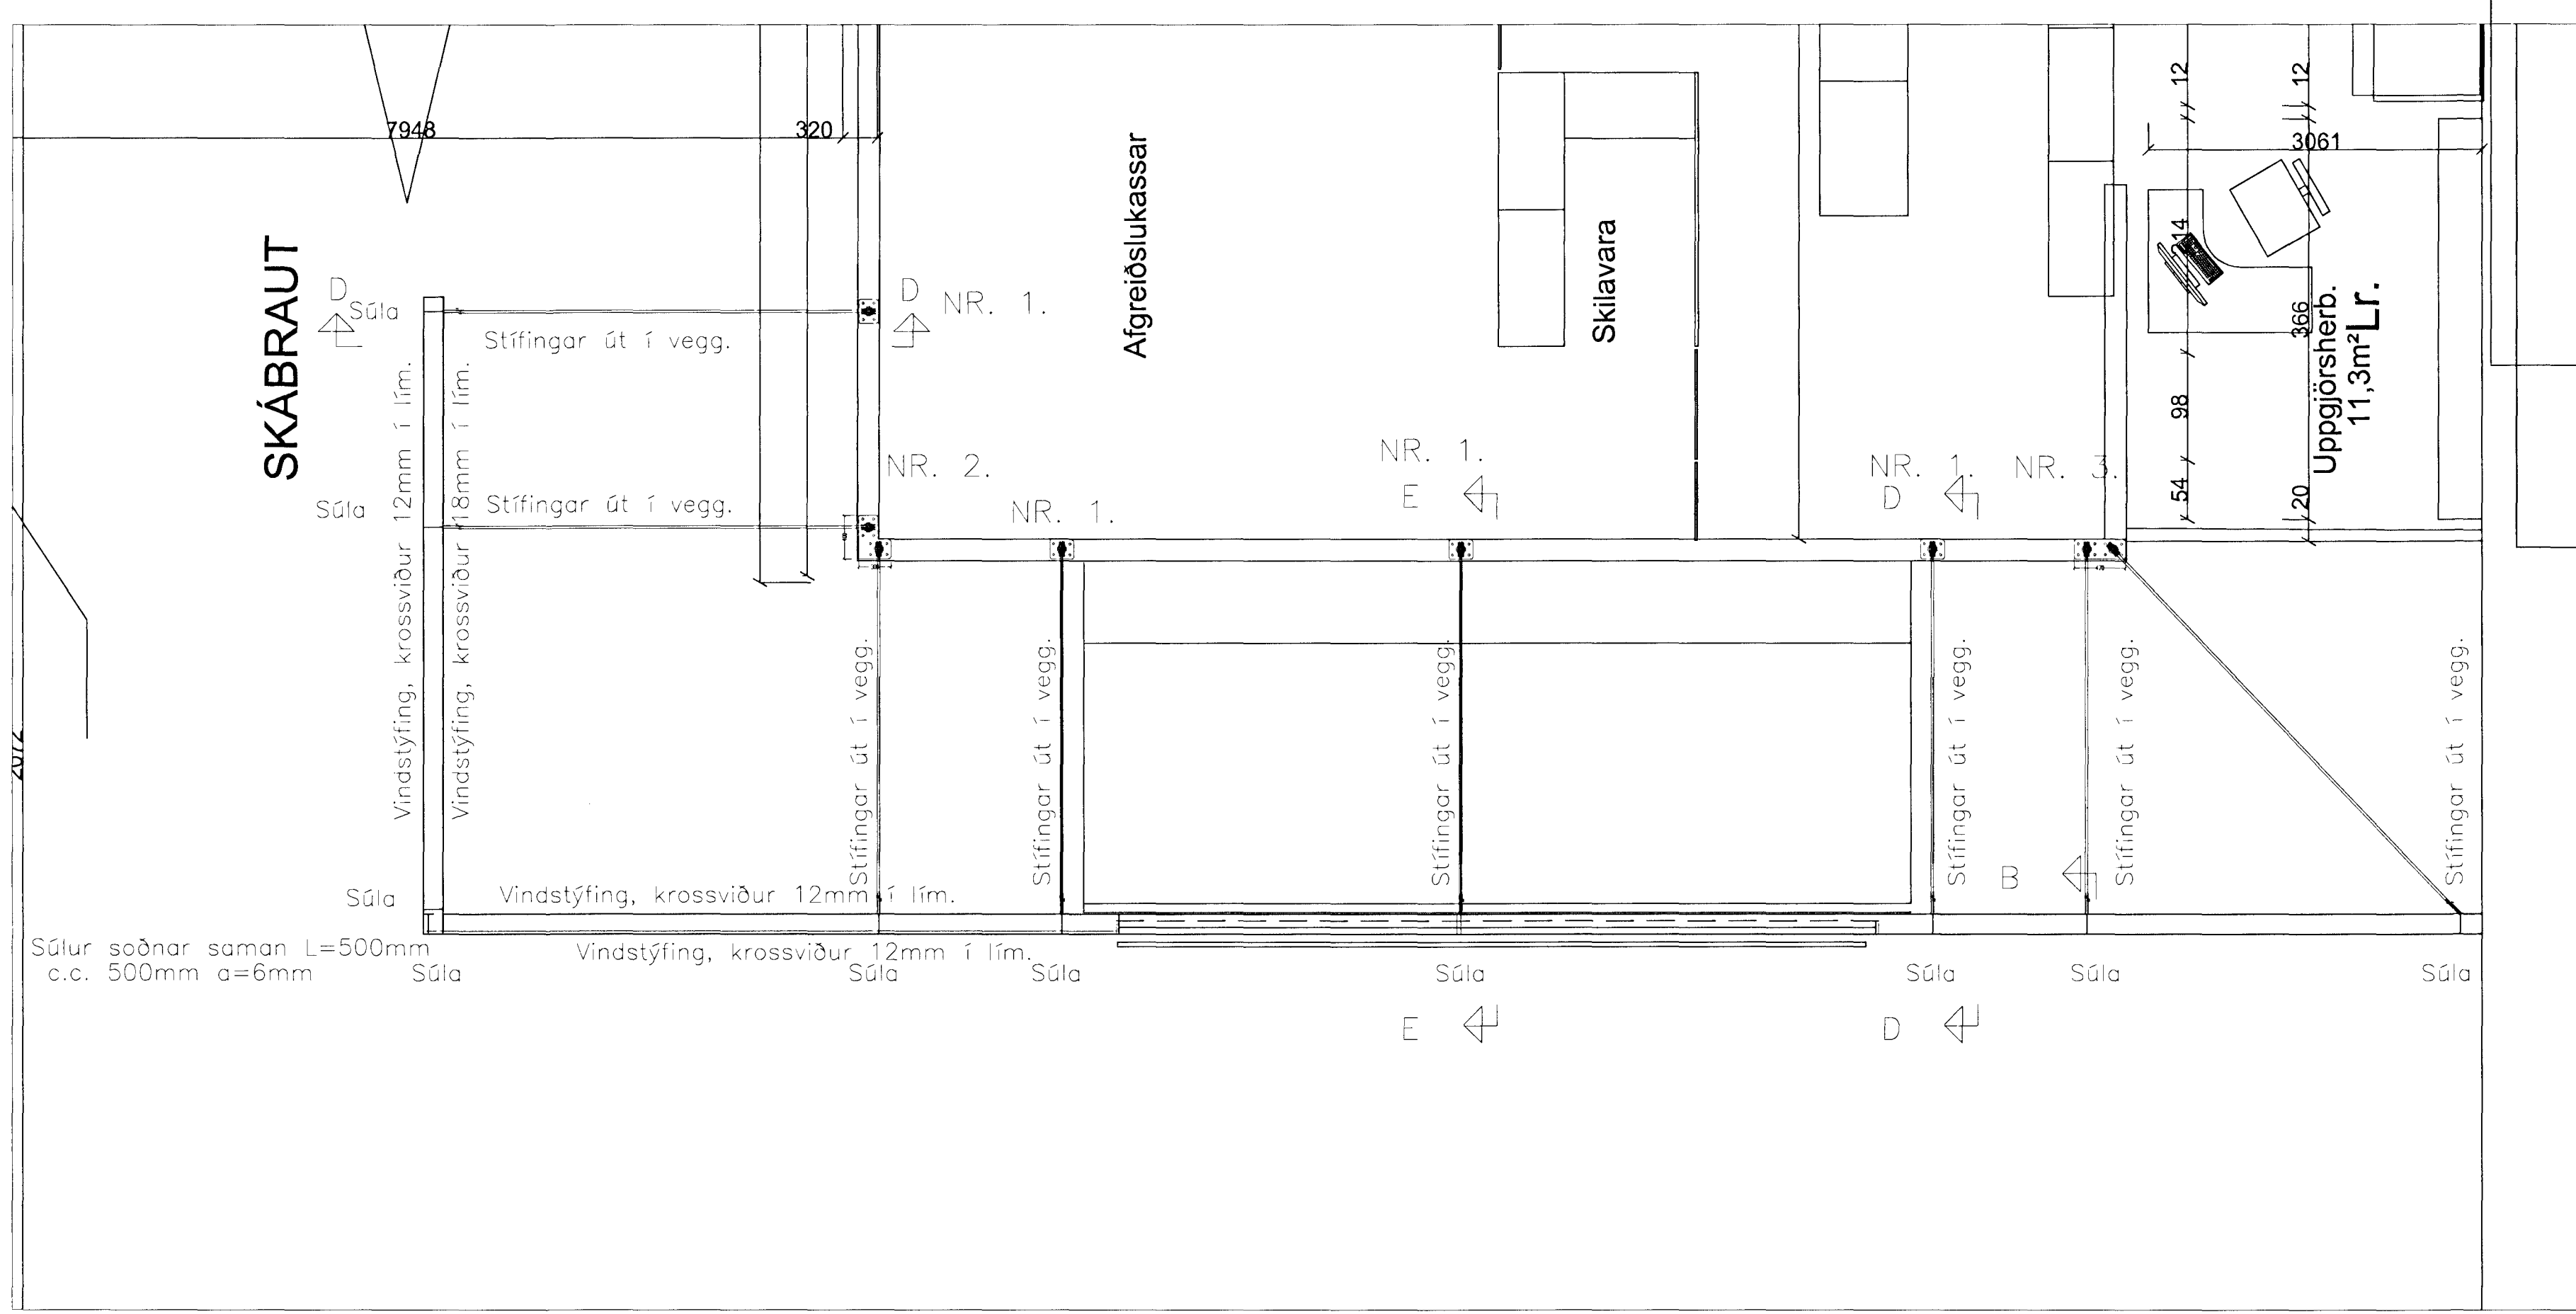 7948
320
12
12
3061
SKÁBRAUT
D
Súla
D
NR. 1.
Stífingar út í vegg.
Afgreiðslukassar
Skilavara
14
366
Uppgjörsherb.
11,3m² Lr.
98
54
20
NR. 2.
NR. 1.
E
NR. 1.
D
NR. 3.
Súla
Stífingar út í vegg.
NR. 1.
Vindstýfing, krossviður 12mm í lím.
Vindstýfing, krossviður 18mm í lím.
Stífingar út í vegg.
Stífingar út í vegg.
Stífingar út í vegg.
Stífingar út í vegg.
Stífingar út í vegg.
Stífingar út í vegg.
B
Súla
Vindstýfing, krossviður 12mm í lím.
Súlur soðnar saman L=500mm
c.c. 500mm a=6mm
Vindstýfing, krossviður 12mm í lím.
Súla
Súla
Súla
Súla
Súla
Súla
Súla
E
D